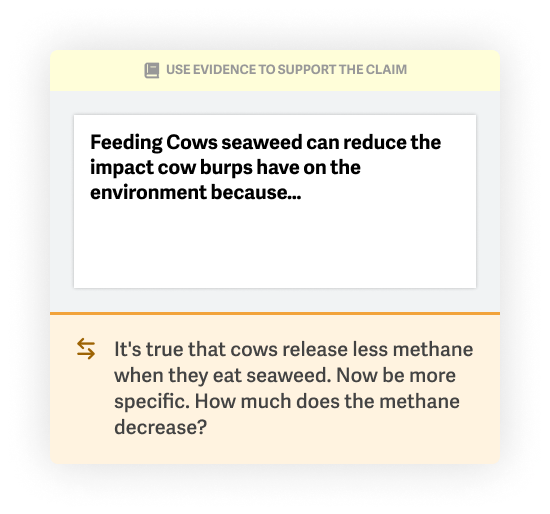 USE EVIDENCE TO SUPPORT THE CLAIM
Feeding Cows seaweed can reduce the
impact cow burps have on the
environment because...
It's true that cows release less methane
when they eat seaweed. Now be more
specific. How much does the methane
decrease?